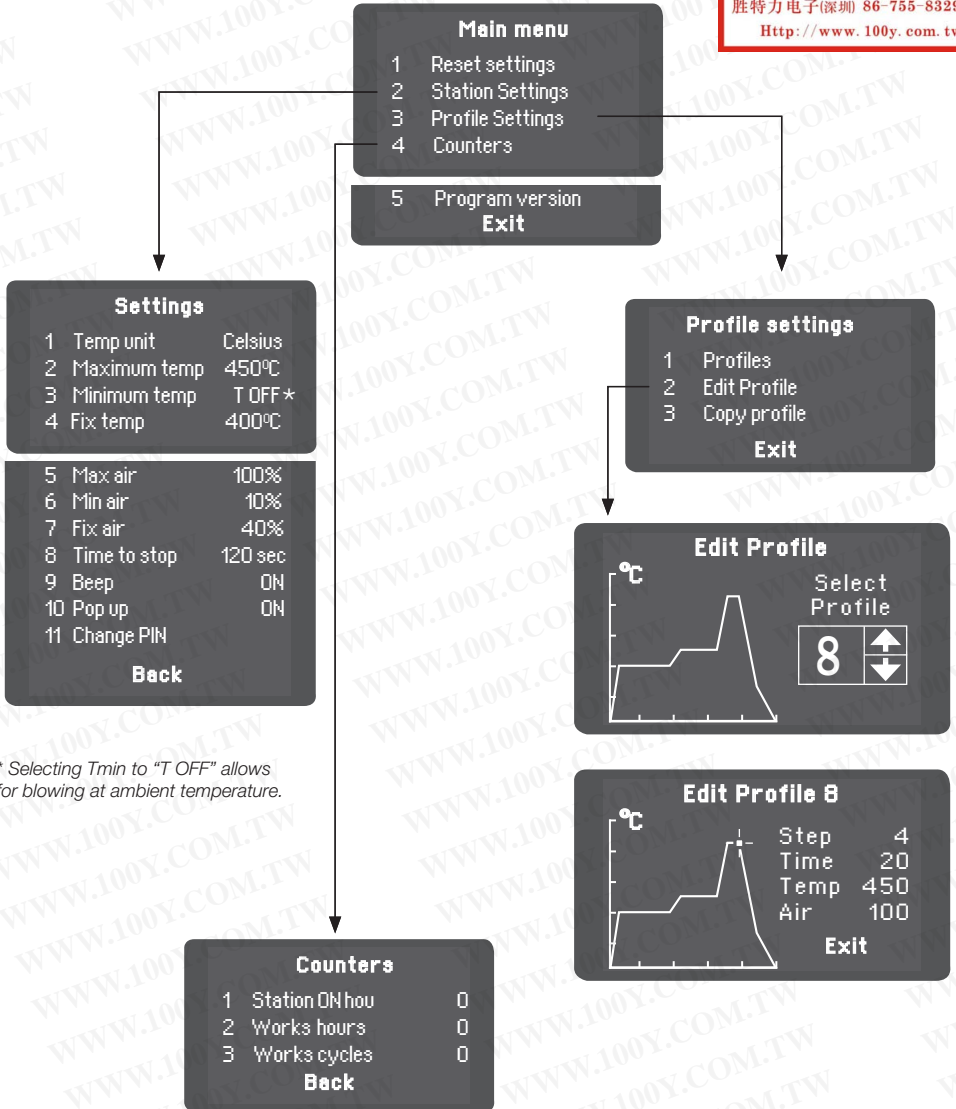 胜特力电子(深圳) 86-755-8329
Http://www.100y.com.tw
Main menu
1 Reset settings
2 Station Settings
3 Profile Settings
4 Counters
5 Program version
Exit
Settings
1 Temp unit Celsius
2 Maximum temp 450ºC
3 Minimum temp T OFF*
4 Fix temp 400ºC
5 Max air 100%
6 Min air 10%
7 Fix air 40%
8 Time to stop 120 sec
9 Beep ON
10 Pop up ON
11 Change PIN
Back
* Selecting Tmin to “T OFF” allows
for blowing at ambient temperature.
Profile settings
1 Profiles
2 Edit Profile
3 Copy profile
Exit
Edit Profile
ºC
Select
Profile
8
Edit Profile 8
ºC
Step 4
Time 20
Temp 450
Air 100
Exit
Counters
1 Station ON hou 0
2 Works hours 0
3 Works cycles 0
Back
WWW.100Y.COM.TW